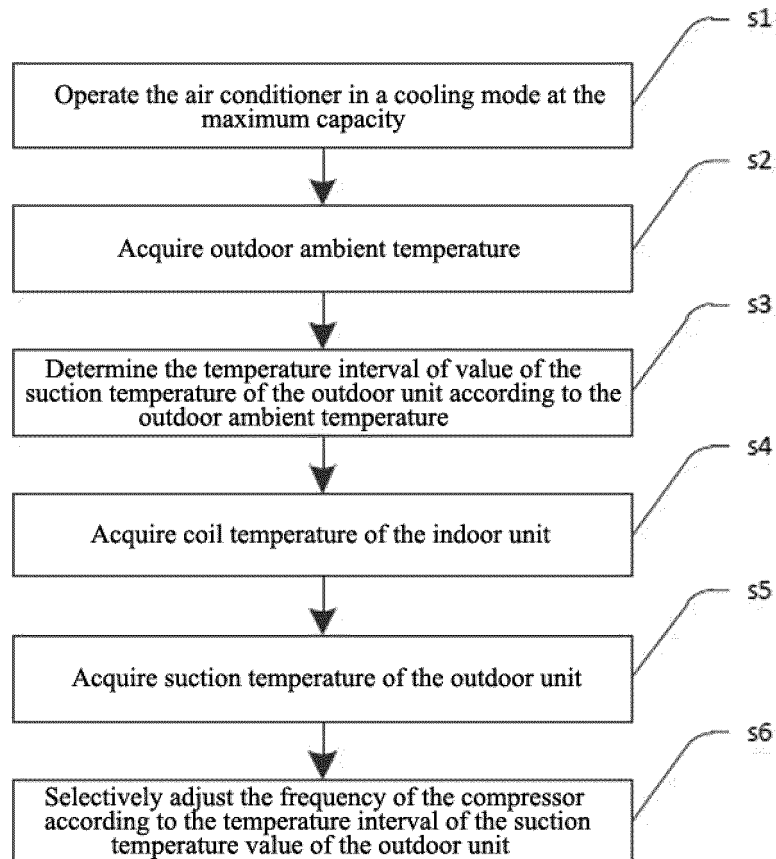 s1
Operate the air conditioner in a cooling mode at the
maximum capacity
s2
Acquire outdoor ambient temperature
s3
Determine the temperature interval of value of the
suction temperature of the outdoor unit according to the
outdoor ambient temperature
s4
Acquire coil temperature of the indoor unit
s5
Acquire suction temperature of the outdoor unit
s6
Selectively adjust the frequency of the compressor
according to the temperature interval of the suction
temperature value of the outdoor unit